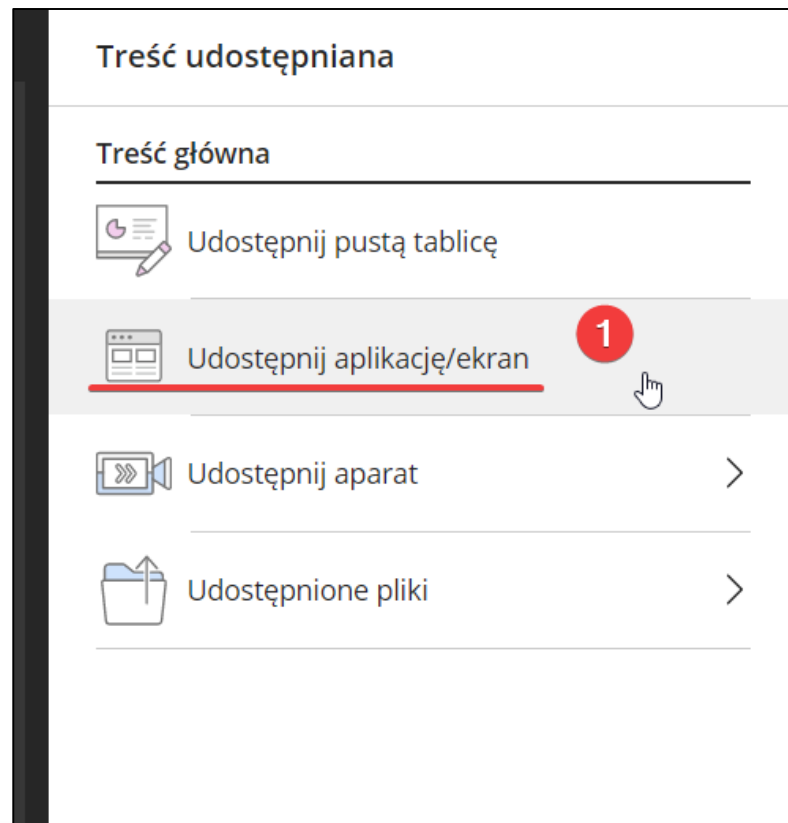 Treść udostępniana
Treść główna
Udostępnij pustą tablicę
Udostępnij aplikację/ekran
1
Udostępnij aparat
Udostępnione pliki